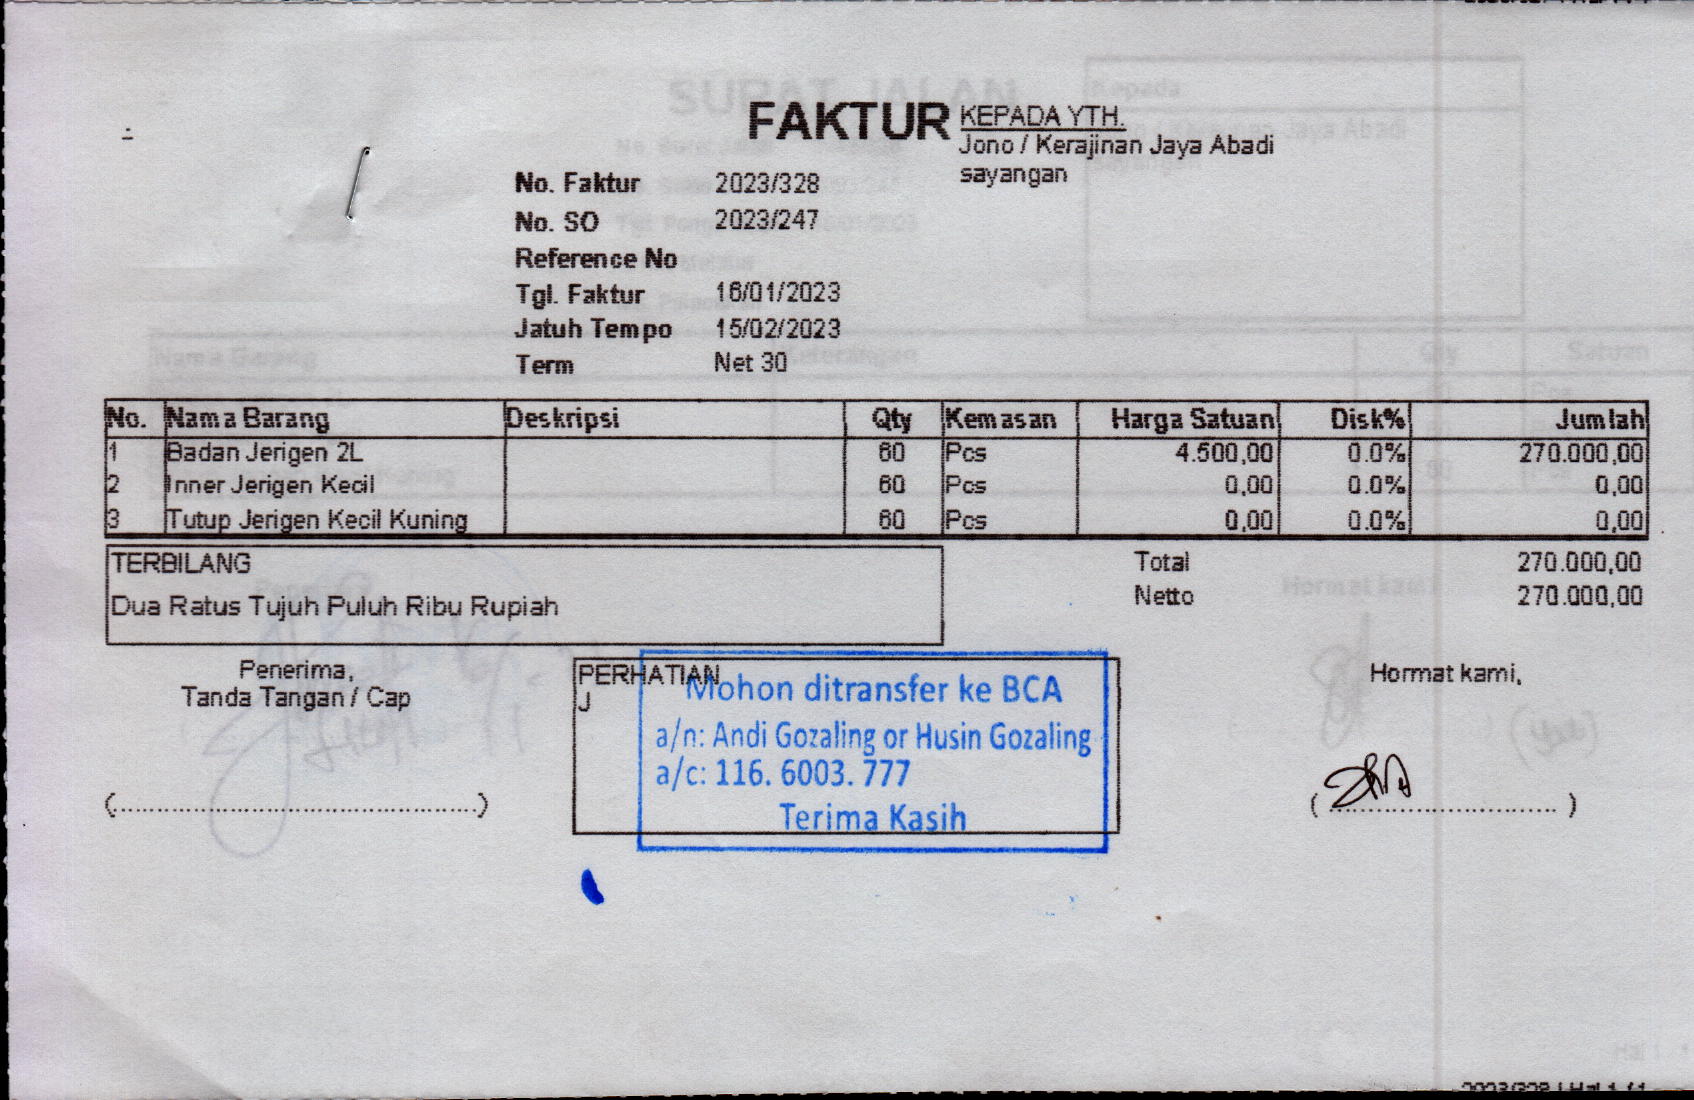 FAKTUR
KEPADA YTH.
Jono / Kerajinan Jaya Abadi
sayangan
No. Faktur 2023/328
No. SO 2023/247
Reference No
Tgl. Faktur 16/01/2023
Jatuh Tempo 15/02/2023
Term Net 30
No. Nama Barang Deskripsi Qty Kemasan Harga Satuan Disk% Jumlah
1 Badan Jerigen 2L 60 Pcs 4.500,00 0.0% 270.000,00
2 Inner Jerigen Kecil 60 Pcs 0,00 0.0% 0,00
3 Tutup Jerigen Kecil Kuning 60 Pcs 0,00 0.0% 0,00
TERBILANG
Dua Ratus Tujuh Puluh Ribu Rupiah
Total 270.000,00
Netto 270.000,00
Penerima,
Tanda Tangan / Cap
PERHATIAN
J
Mohon ditransfer ke BCA
a/n: Andi Gozaling or Husin Gozaling
a/c: 116. 6003. 777
Terima Kasih
Hormat kami,
(......................................)
(............................)
2023/328 | Hal 1 / 1